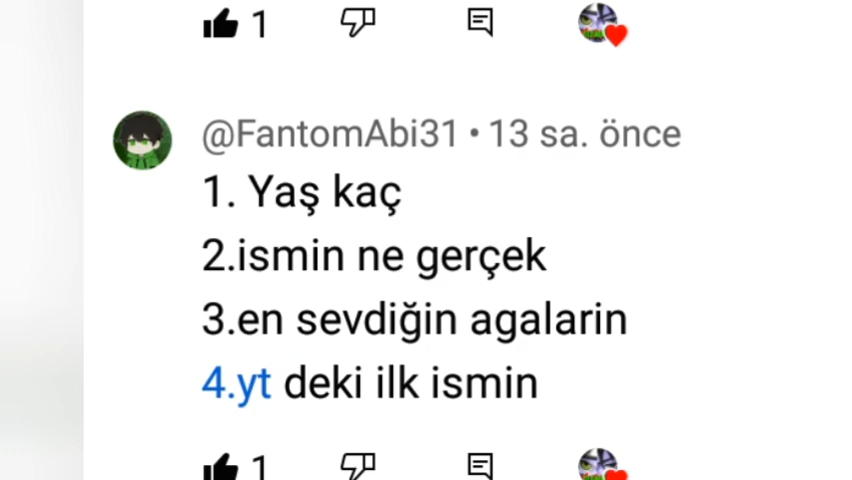 1
@FantomAbi31 • 13 sa. önce
1. Yaş kaç
2.ismin ne gerçek
3.en sevdiğin agalarin
4.yt deki ilk ismin
1